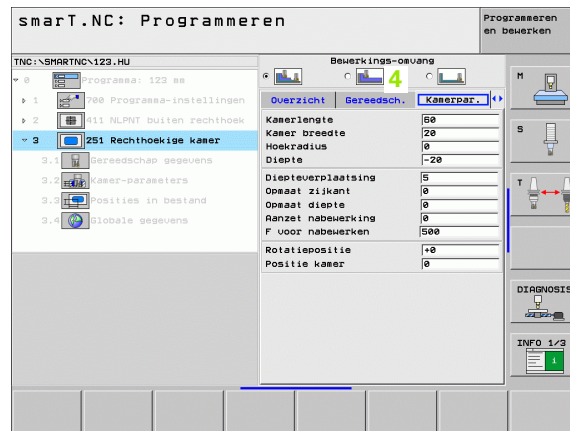 smarT.NC: Programmeren
Programmeren en bewerken
TNC:\SMARTNC\123.HU
0 Programma: 123 mm
1 700 Programma-instellingen
2 411 NLPNT buiten rechthoek
3 251 Rechthoekige kamer
3.1 Gereedschap gegevens
3.2 Kamer-parameters
3.3 Posities in bestand
3.4 Globale gegevens
Bewerkings-omvang
4
Overzicht Gereedsch. Kamerpar.
Kamerlengte 60
Kamer breedte 20
Hoekradius 0
Diepte -20
Diepteverplaatsing 5
Opmaat zijkant 0
Opmaat diepte 0
Aanzet nabewerking 0
F voor nabewerken 500
Rotatiepositie +0
Positie kamer 0
M
S
T
DIAGNOSIS
INFO 1/3
i